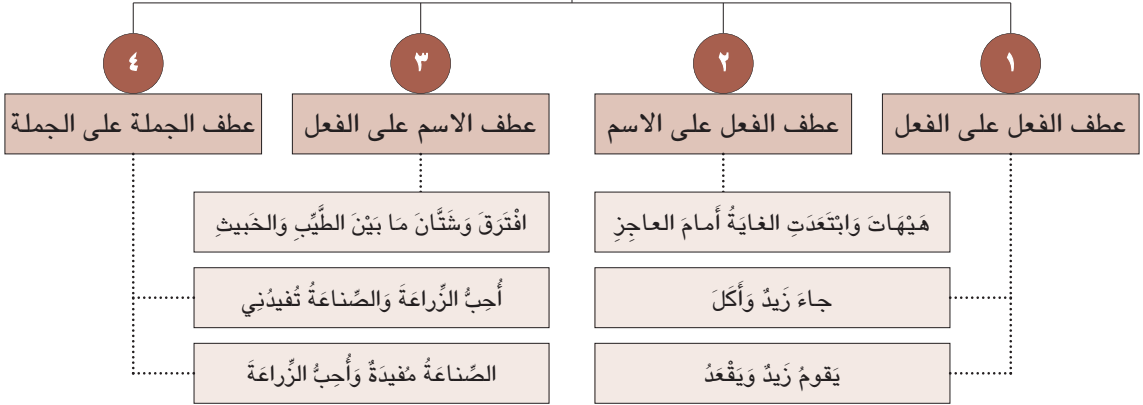 ١
٢
٣
٤
عطف الفعل على الفعل
عطف الفعل على الاسم
عطف الاسم على الفعل
عطف الجملة على الجملة
هَيْهَاتَ وَابْتَعَدَتِ الغايَةُ أَمامَ العاجِزِ
افْتَرَقَ وَشَتَّانَ مَا بَيْنَ الطَّيِّبِ وَالخَبيثِ
جاءَ زَيدٌ وَأَكَلَ
أُحِبُّ الزِّراعَةَ وَالصِّناعَةُ تُفيدُني
يَقومُ زَيدٌ وَيَقْعَدُ
الصِّناعَةُ مُفيدَةٌ وَأُحِبُّ الزِّراعَةَ